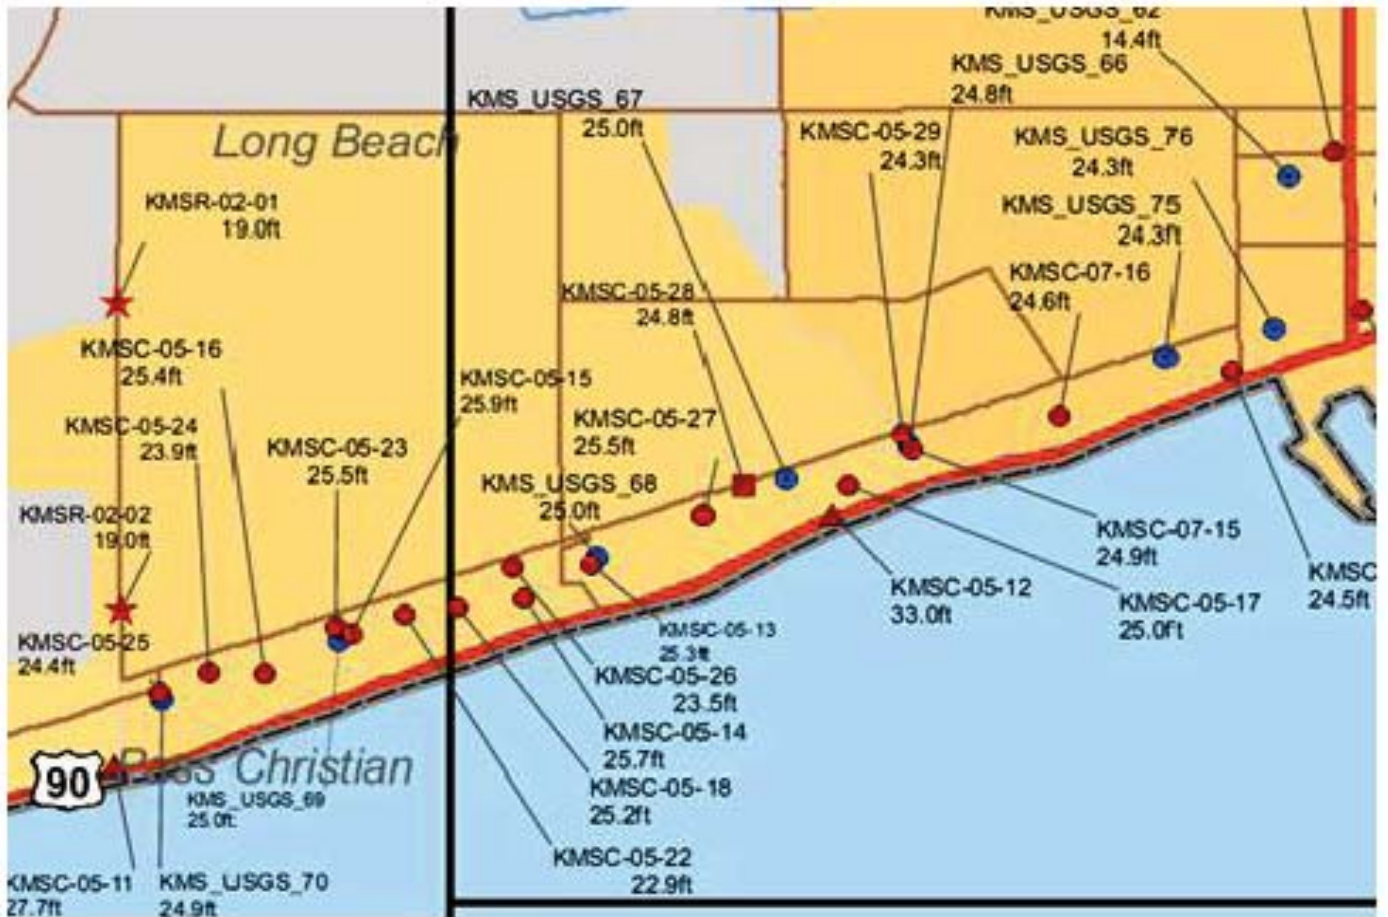 KMS_USGS_62
14.4ft
KMS_USGS_66
24.8ft
KMS_USGS_67
25.0ft
KMSC-05-29
24.3ft
KMS_USGS_76
24.3ft
Long Beach
KMSR-02-01
19.0ft
KMS_USGS_75
24.3ft
KMSC-07-16
24.6ft
KMSC-05-28
24.8ft
KMSC-05-16
25.4ft
KMSC-05-15
25.9ft
KMSC-05-24
23.9ft
KMSC-05-23
25.5ft
KMSC-05-27
25.5ft
KMS_USGS_68
25.0ft
KMSR-02-02
19.0ft
KMSC-07-15
24.9ft
KMSC-05-12
33.0ft
KMSC
24.5ft
KMSC-05-17
25.0ft
KMSC-05-25
24.4ft
KMSC-05-13
25.3ft
KMSC-05-26
23.5ft
KMSC-05-14
25.7ft
90
Pass Christian
KMS_USGS_69
25.0ft
KMSC-05-18
25.2ft
KMSC-05-22
22.9ft
KMSC-05-11
27.7ft
KMS_USGS_70
24.9ft